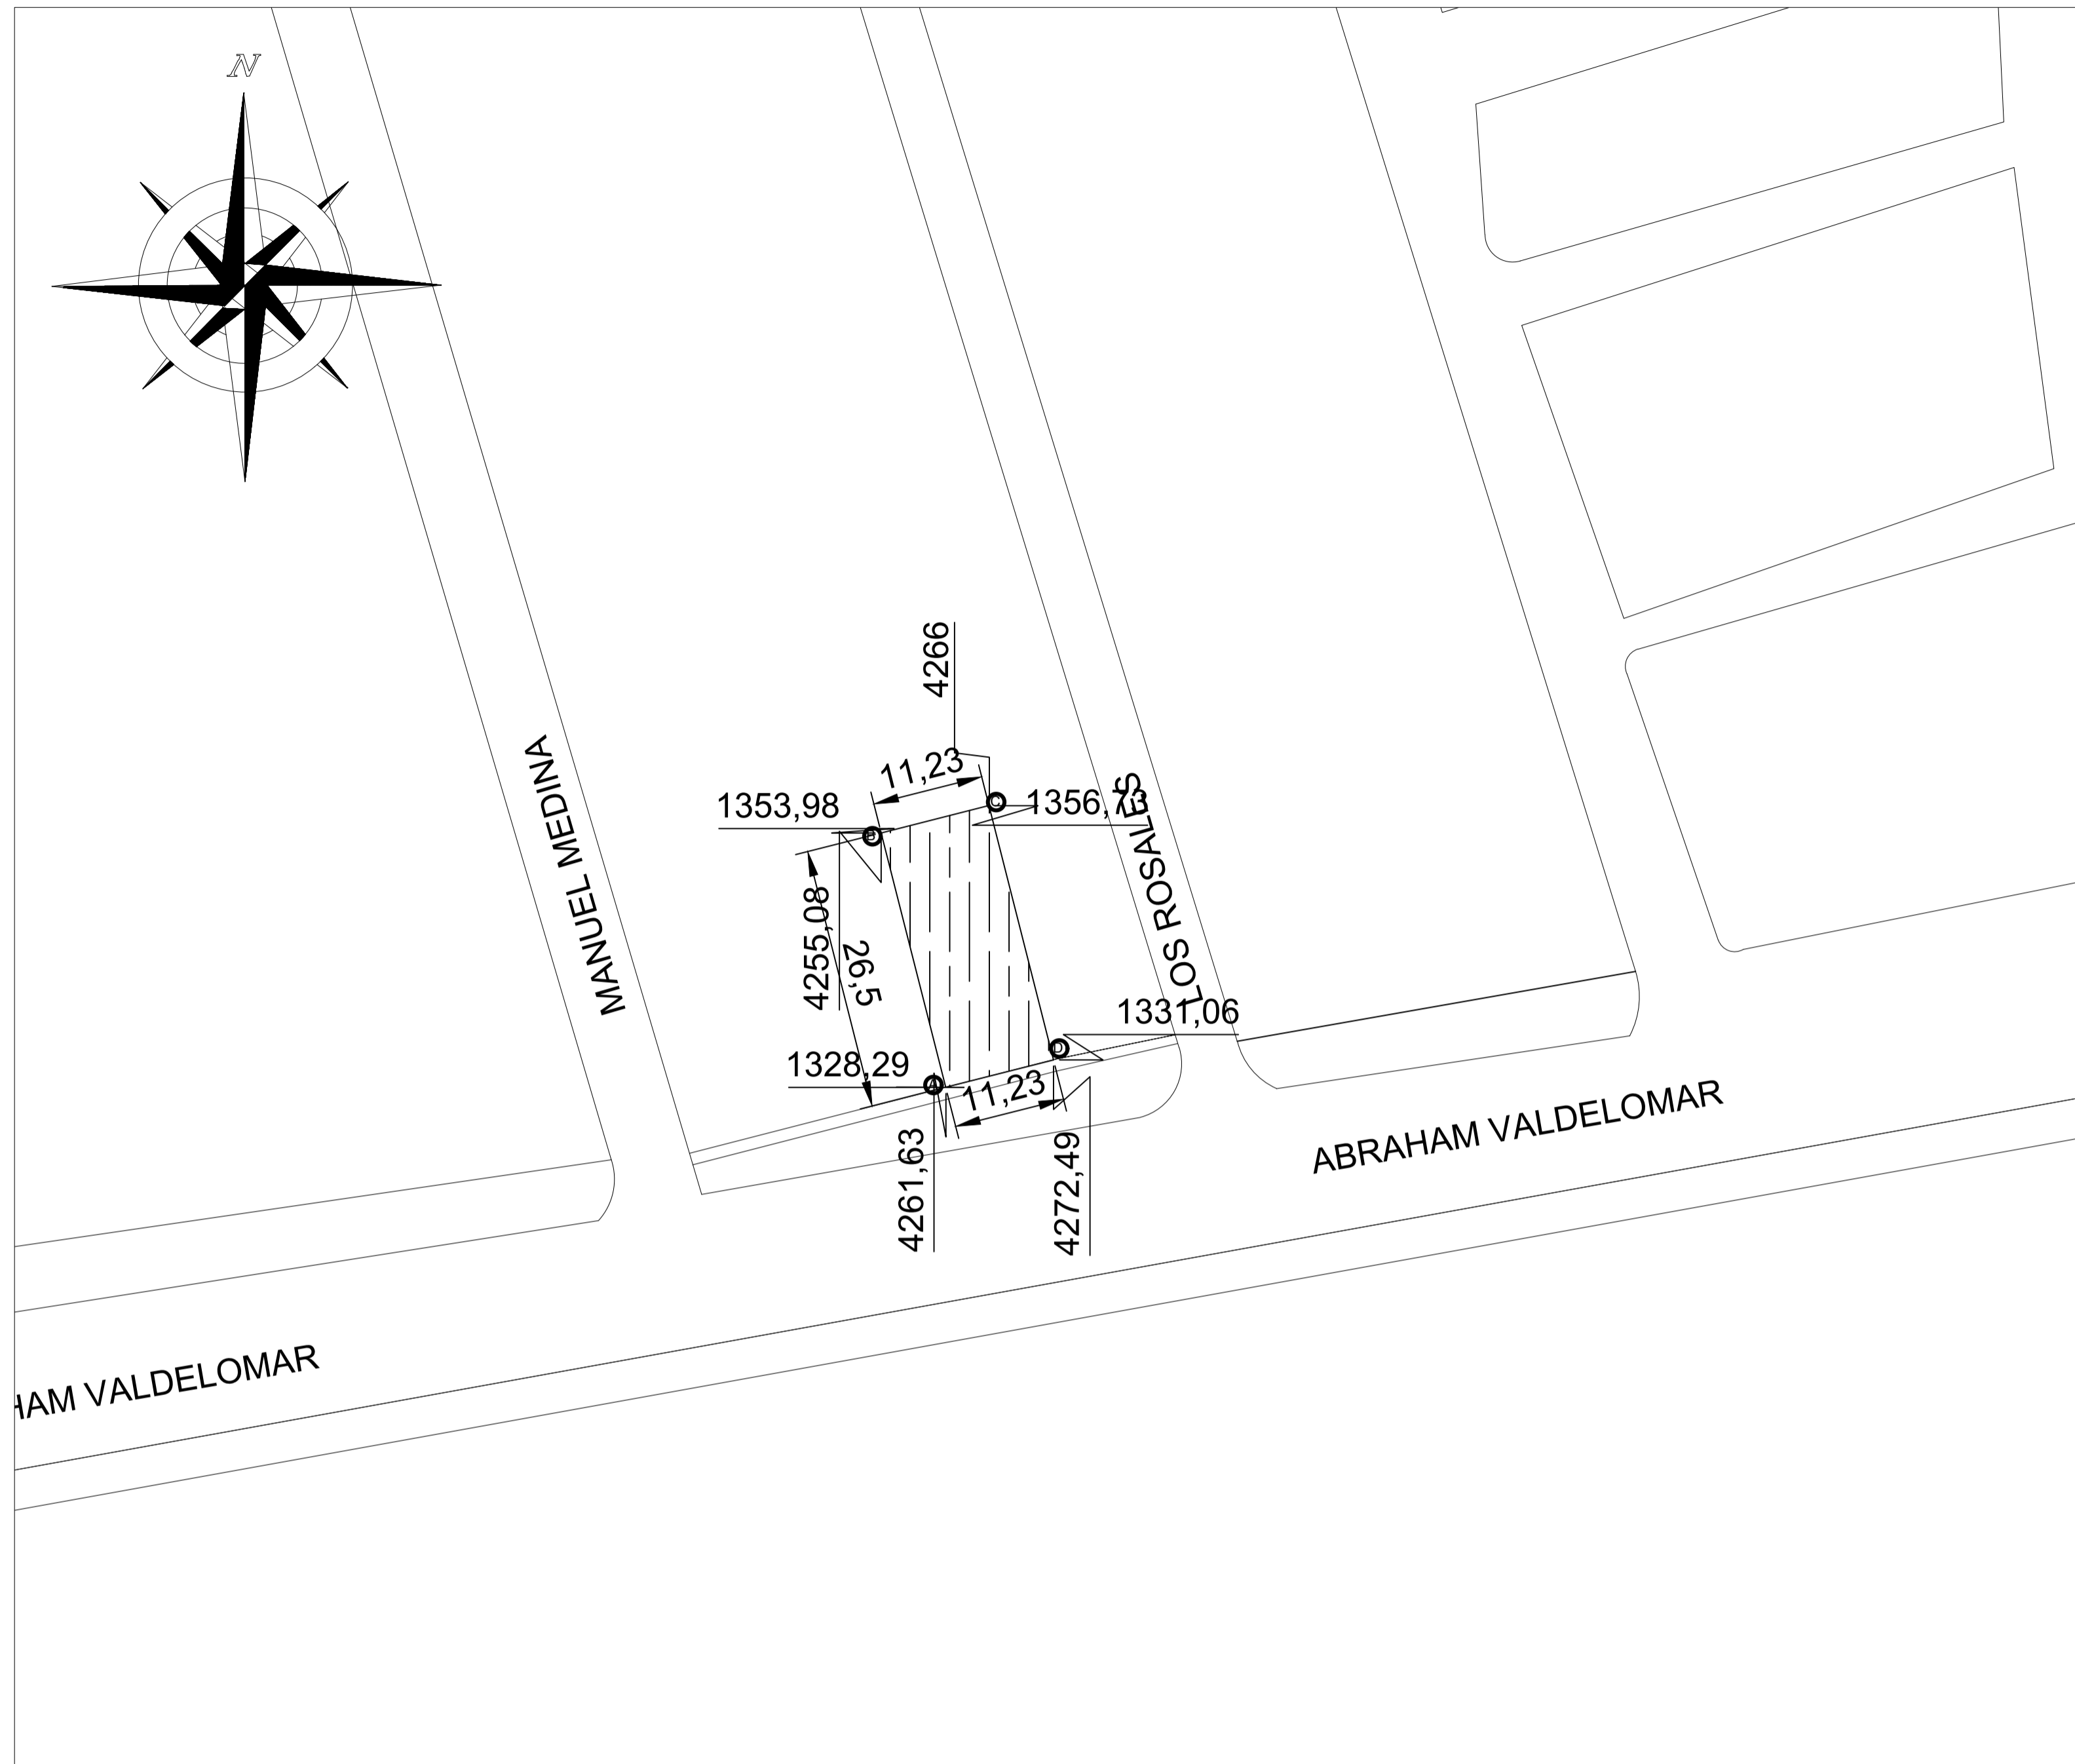 N
4266
11,23
1353,98
B
C
1356,73
MANUEL MEDINA
LOS ROSALES
4255,08
26,5
1331,06
D
1328,29
A
11,23
4261,63
4272,49
ABRAHAM VALDELOMAR
HAM VALDELOMAR